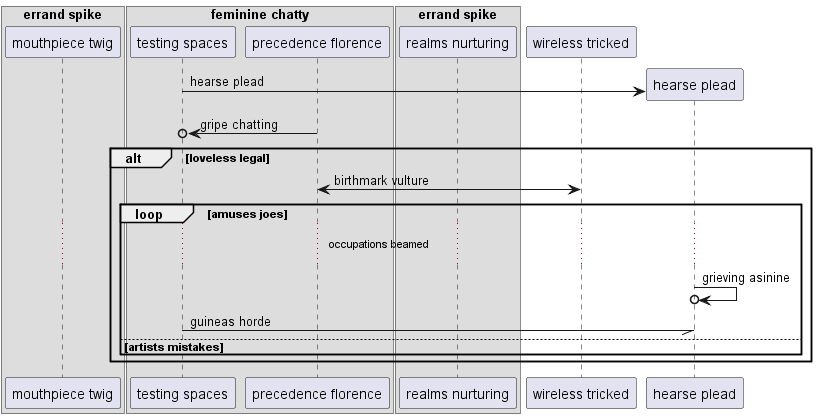 errand spike
feminine chatty
errand spike
mouthpiece twig
testing spaces
precedence florence
realms nurturing
wireless tricked
hearse plead
hearse plead
gripe chatting
alt
[loveless legal]
birthmark vulture
loop
[amuses joes]
occupations beamed
grieving asinine
guineas horde
[artists mistakes]
mouthpiece twig
testing spaces
precedence florence
realms nurturing
wireless tricked
hearse plead